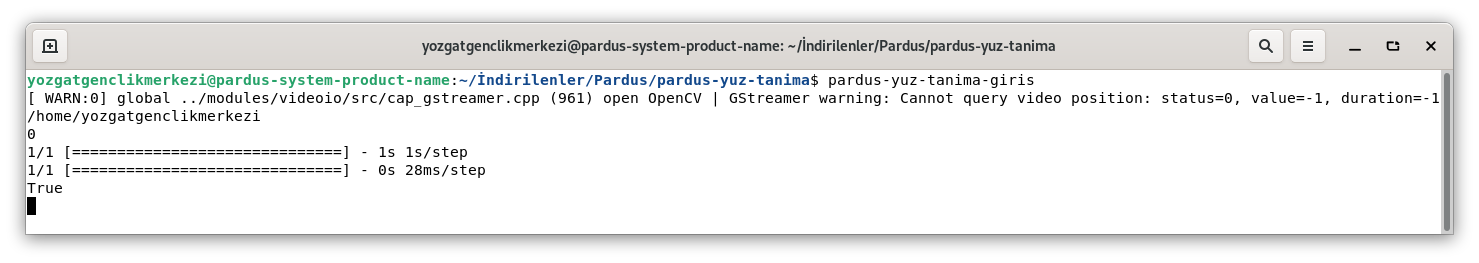 yozgatgenclikmerkezi@pardus-system-product-name: ~/İndirilenler/Pardus/pardus-yuz-tanima
yozgatgenclikmerkezi@pardus-system-product-name:~/İndirilenler/Pardus/pardus-yuz-tanima$ pardus-yuz-tanima-giris
[ WARN:0] global ../modules/videoio/src/cap_gstreamer.cpp (961) open OpenCV | GStreamer warning: Cannot query video position: status=0, value=-1, duration=-1
/home/yozgatgenclikmerkezi
0
1/1 [==============================] - 1s 1s/step
1/1 [==============================] - 0s 28ms/step
True